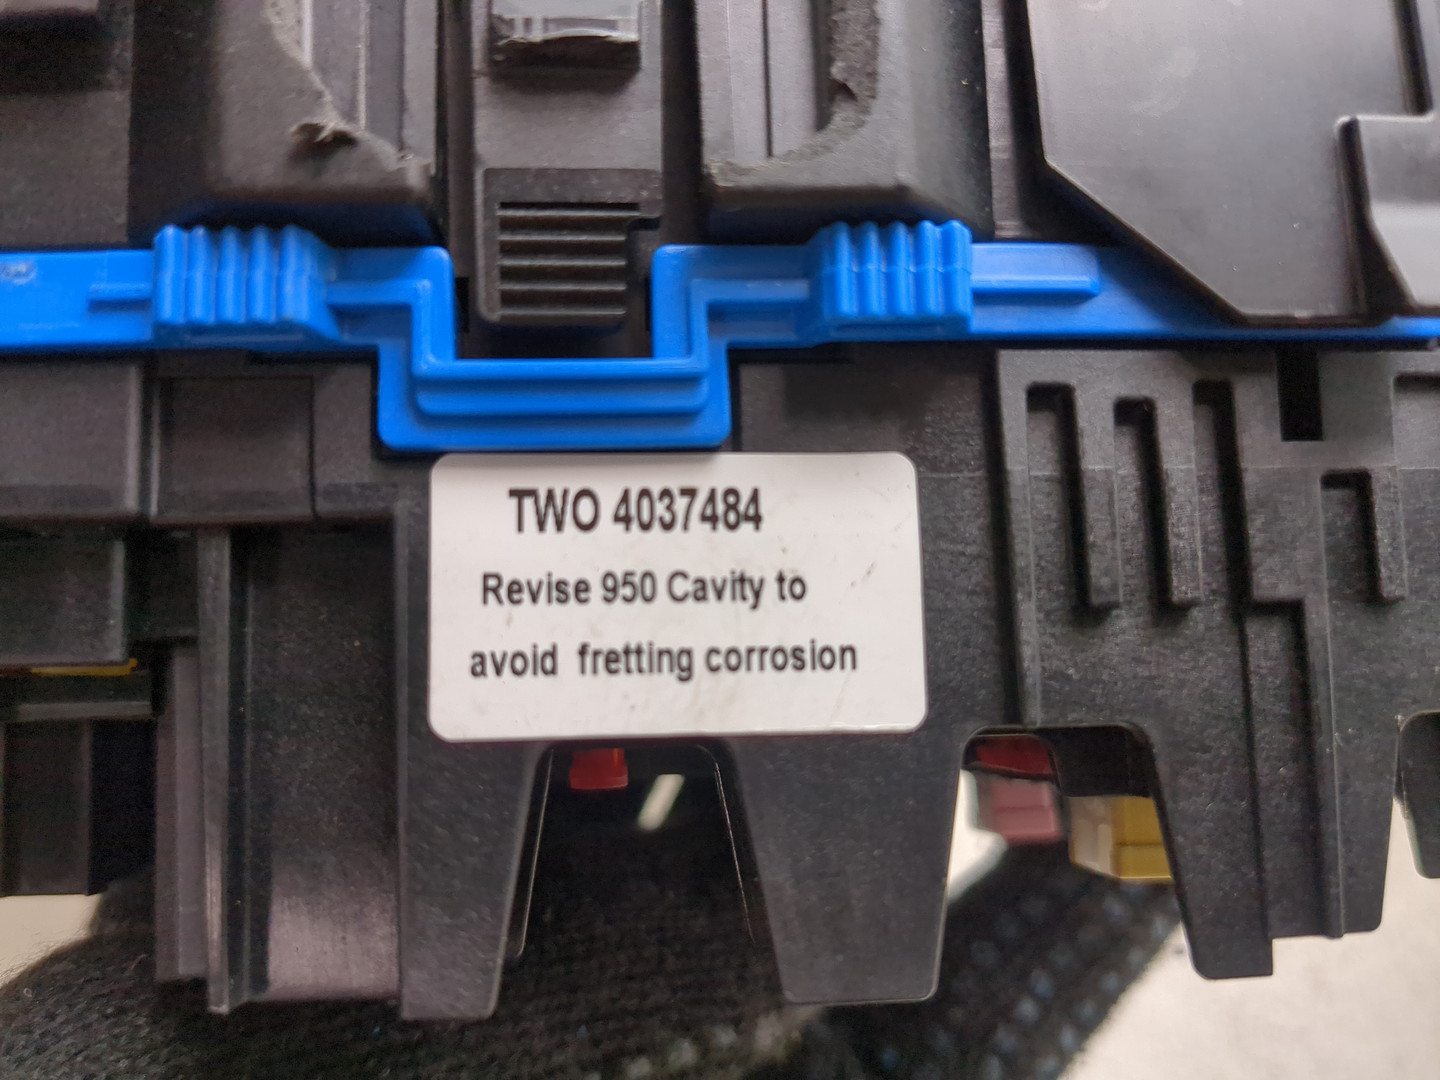 TWO 4037484
Revise 950 Cavity to
avoid fretting corrosion